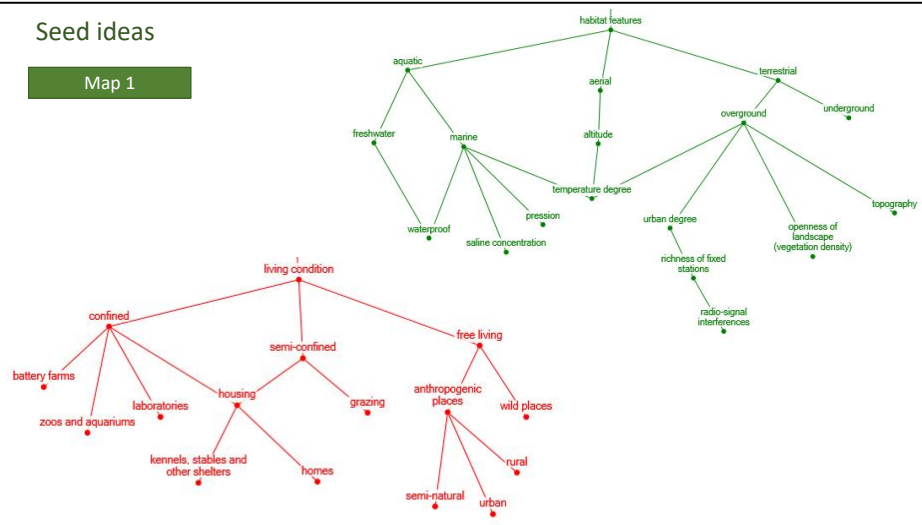 Seed ideas
Map 1
habitat features
aquatic
aerial
terrestrial
underground
overground
freshwater
marine
altitude
temperature degree
topography
pression
urban degree
waterproof
saline concentration
openness of
landscape
(vegetation density)
richness of fixed
stations
radio-signal
interferences
living condition
confined
semi-confined
free living
battery farms
housing
anthropogenic
places
laboratories
grazing
wild places
zoos and aquariums
kennels, stables and
other shelters
homes
rural
semi-natural
urban